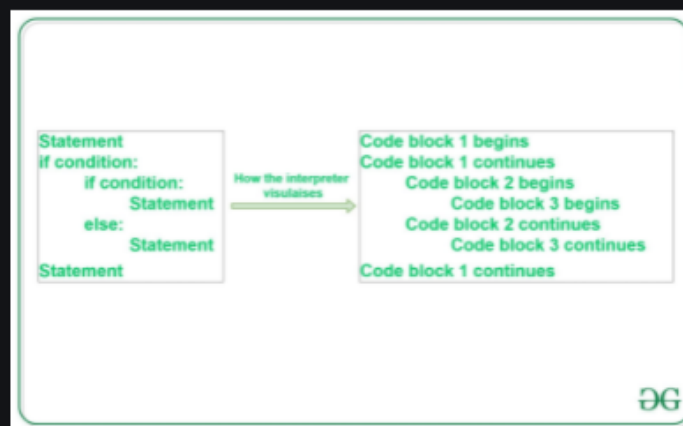 Statement
if condition:
if condition:
Statement
else:
Statement
Statement
How the interpreter
visulaises
Code block 1 begins
Code block 1 continues
Code block 2 begins
Code block 3 begins
Code block 2 continues
Code block 3 continues
Code block 1 continues